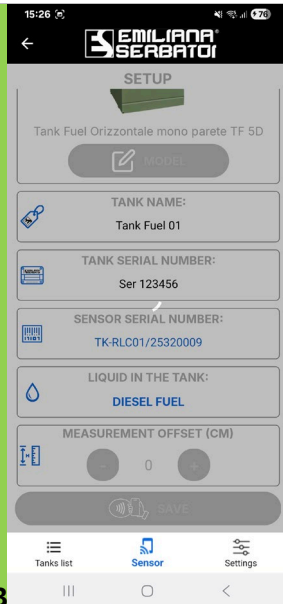 15:26
76
EMILIANA®
SERBATOI
SETUP
Tank Fuel Orizzontale mono parete TF 5D
MODEL
TANK NAME:
Tank Fuel 01
TANK SERIAL NUMBER:
Ser 123456
SENSOR SERIAL NUMBER:
TK-RLC01/25320009
LIQUID IN THE TANK:
DIESEL FUEL
MEASUREMENT OFFSET (CM)
- 0 +
SAVE
Tanks list Sensor Settings